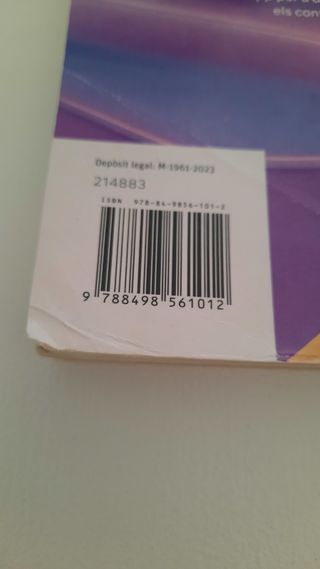 els con
Depòsit legal: M-1961-2023
214883
ISBN 978-84-9856-101-2
9 788498 561012